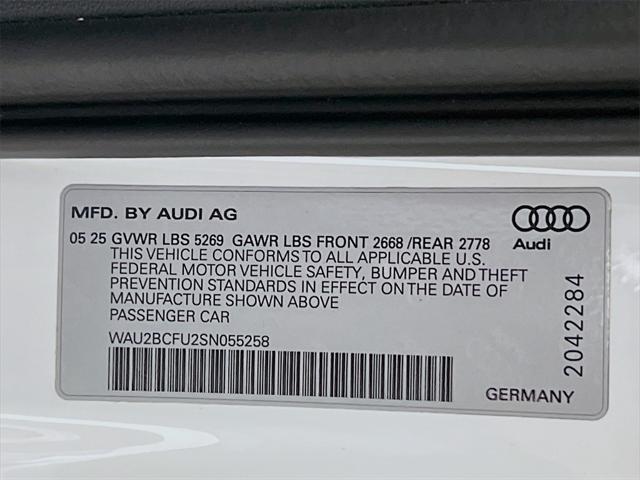 MFD. BY AUDI AG
05 25 GVWR LBS 5269 GAWR LBS FRONT 2668 /REAR 2778
THIS VEHICLE CONFORMS TO ALL APPLICABLE U.S.
FEDERAL MOTOR VEHICLE SAFETY, BUMPER AND THEFT
PREVENTION STANDARDS IN EFFECT ON THE DATE OF
MANUFACTURE SHOWN ABOVE
PASSENGER CAR
WAU2BCFU2SN055258
Audi
2042284
GERMANY